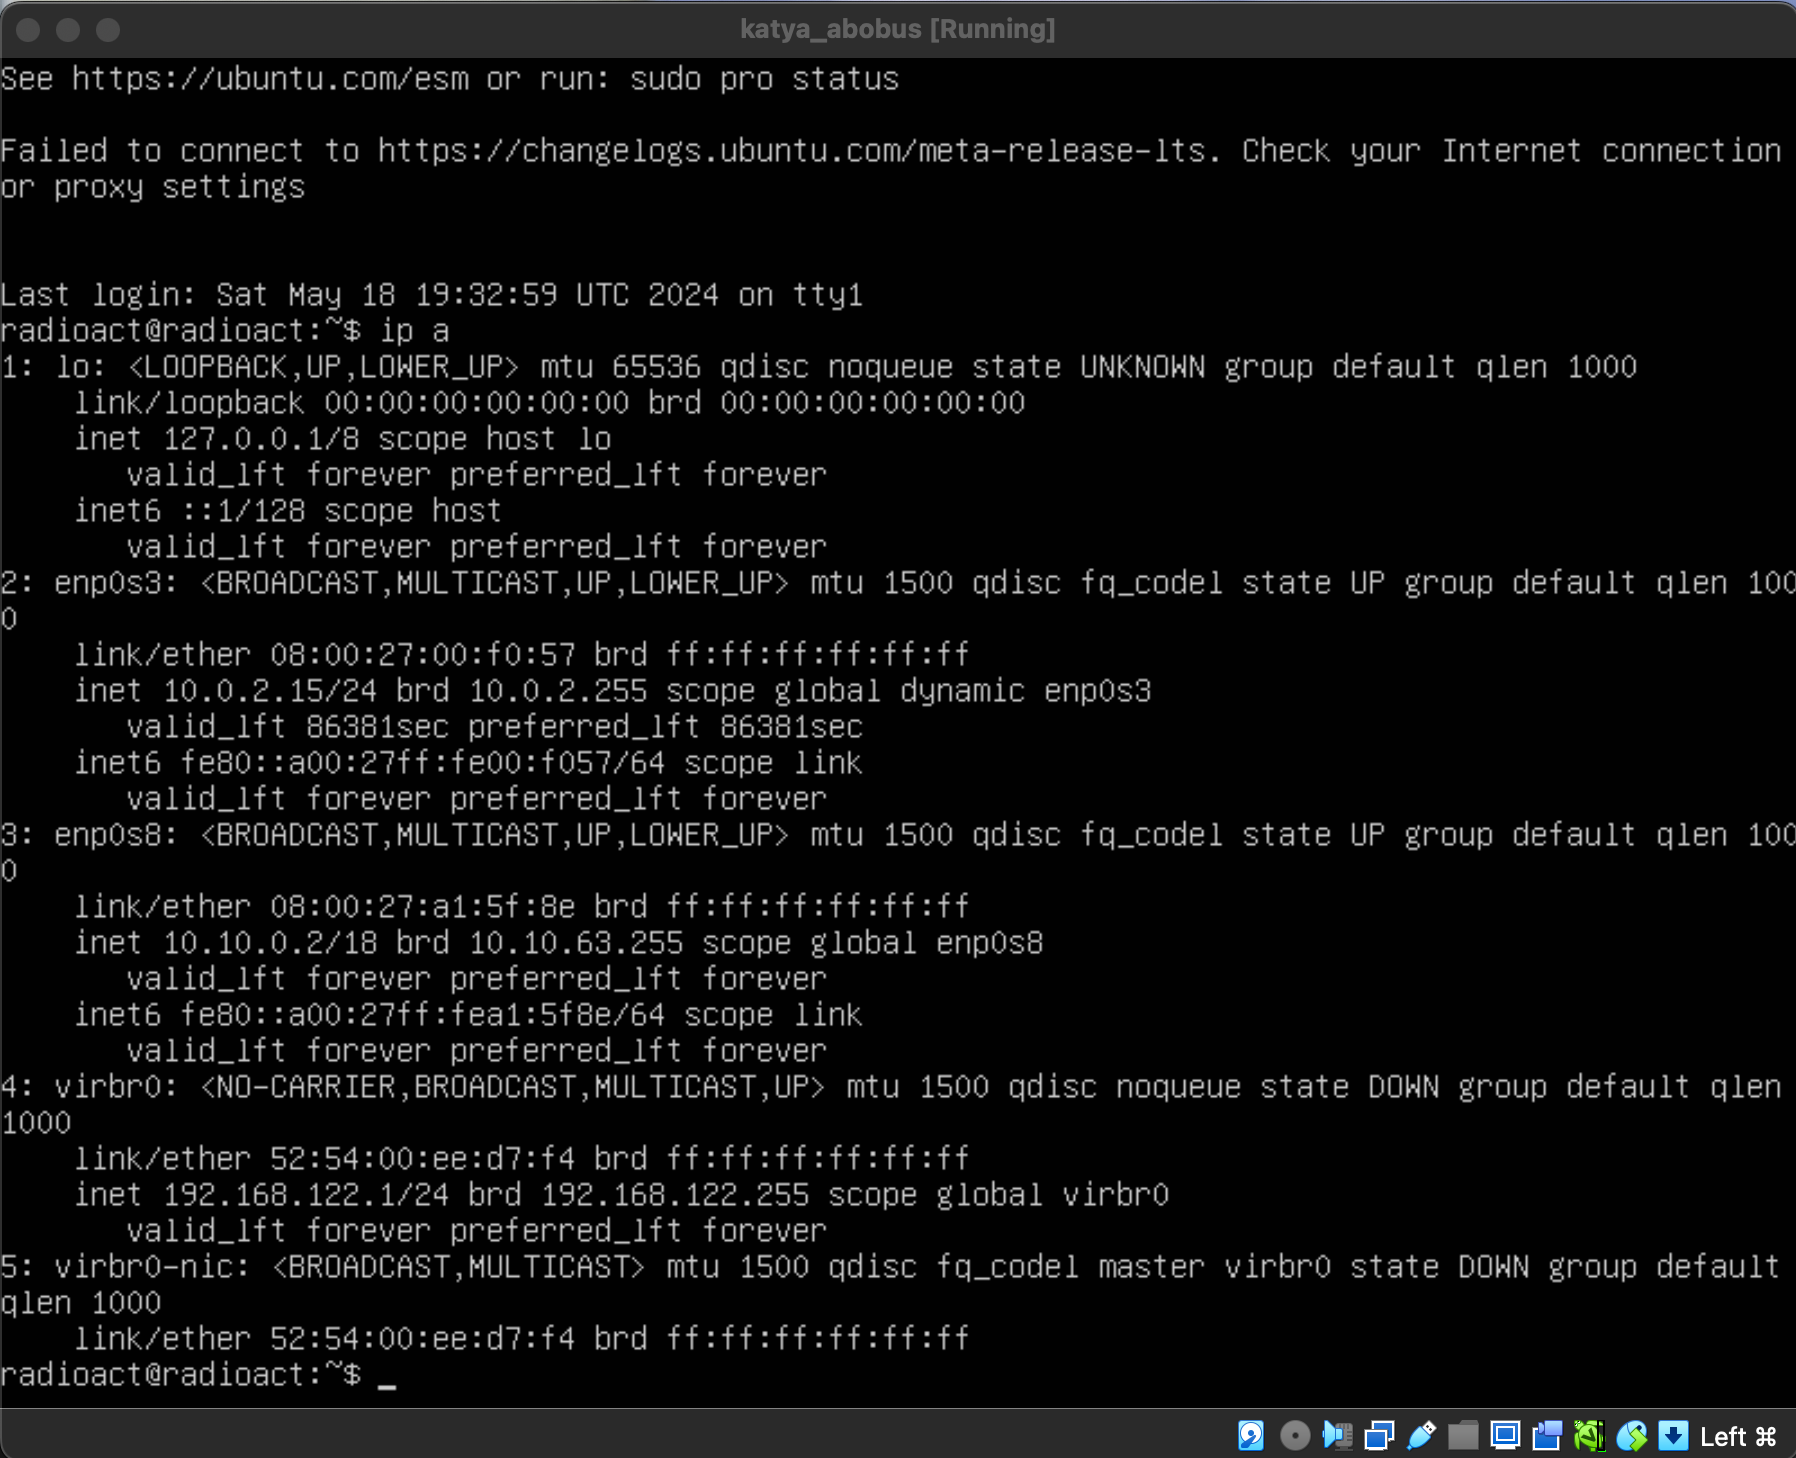 katya_abobus [Running]
See https://ubuntu.com/esm or run: sudo pro status
Failed to connect to https://changelogs.ubuntu.com/meta-release-lts. Check your Internet connection
or proxy settings
Last login: Sat May 18 19:32:59 UTC 2024 on tty1
radioact@radioact:~$ ip a
1: lo: <LOOPBACK,UP,LOWER_UP> mtu 65536 qdisc noqueue state UNKNOWN group default qlen 1000
    link/loopback 00:00:00:00:00:00 brd 00:00:00:00:00:00
    inet 127.0.0.1/8 scope host lo
       valid_lft forever preferred_lft forever
    inet6 ::1/128 scope host
       valid_lft forever preferred_lft forever
2: enp0s3: <BROADCAST,MULTICAST,UP,LOWER_UP> mtu 1500 qdisc fq_codel state UP group default qlen 100
0
    link/ether 08:00:27:00:f0:57 brd ff:ff:ff:ff:ff:ff
    inet 10.0.2.15/24 brd 10.0.2.255 scope global dynamic enp0s3
       valid_lft 86381sec preferred_lft 86381sec
    inet6 fe80::a00:27ff:fe00:f057/64 scope link
       valid_lft forever preferred_lft forever
3: enp0s8: <BROADCAST,MULTICAST,UP,LOWER_UP> mtu 1500 qdisc fq_codel state UP group default qlen 100
0
    link/ether 08:00:27:a1:5f:8e brd ff:ff:ff:ff:ff:ff
    inet 10.10.0.2/18 brd 10.10.63.255 scope global enp0s8
       valid_lft forever preferred_lft forever
    inet6 fe80::a00:27ff:fea1:5f8e/64 scope link
       valid_lft forever preferred_lft forever
4: virbr0: <NO-CARRIER,BROADCAST,MULTICAST,UP> mtu 1500 qdisc noqueue state DOWN group default qlen
1000
    link/ether 52:54:00:ee:d7:f4 brd ff:ff:ff:ff:ff:ff
    inet 192.168.122.1/24 brd 192.168.122.255 scope global virbr0
       valid_lft forever preferred_lft forever
5: virbr0-nic: <BROADCAST,MULTICAST> mtu 1500 qdisc fq_codel master virbr0 state DOWN group default
qlen 1000
    link/ether 52:54:00:ee:d7:f4 brd ff:ff:ff:ff:ff:ff
radioact@radioact:~$ _
Left ⌘